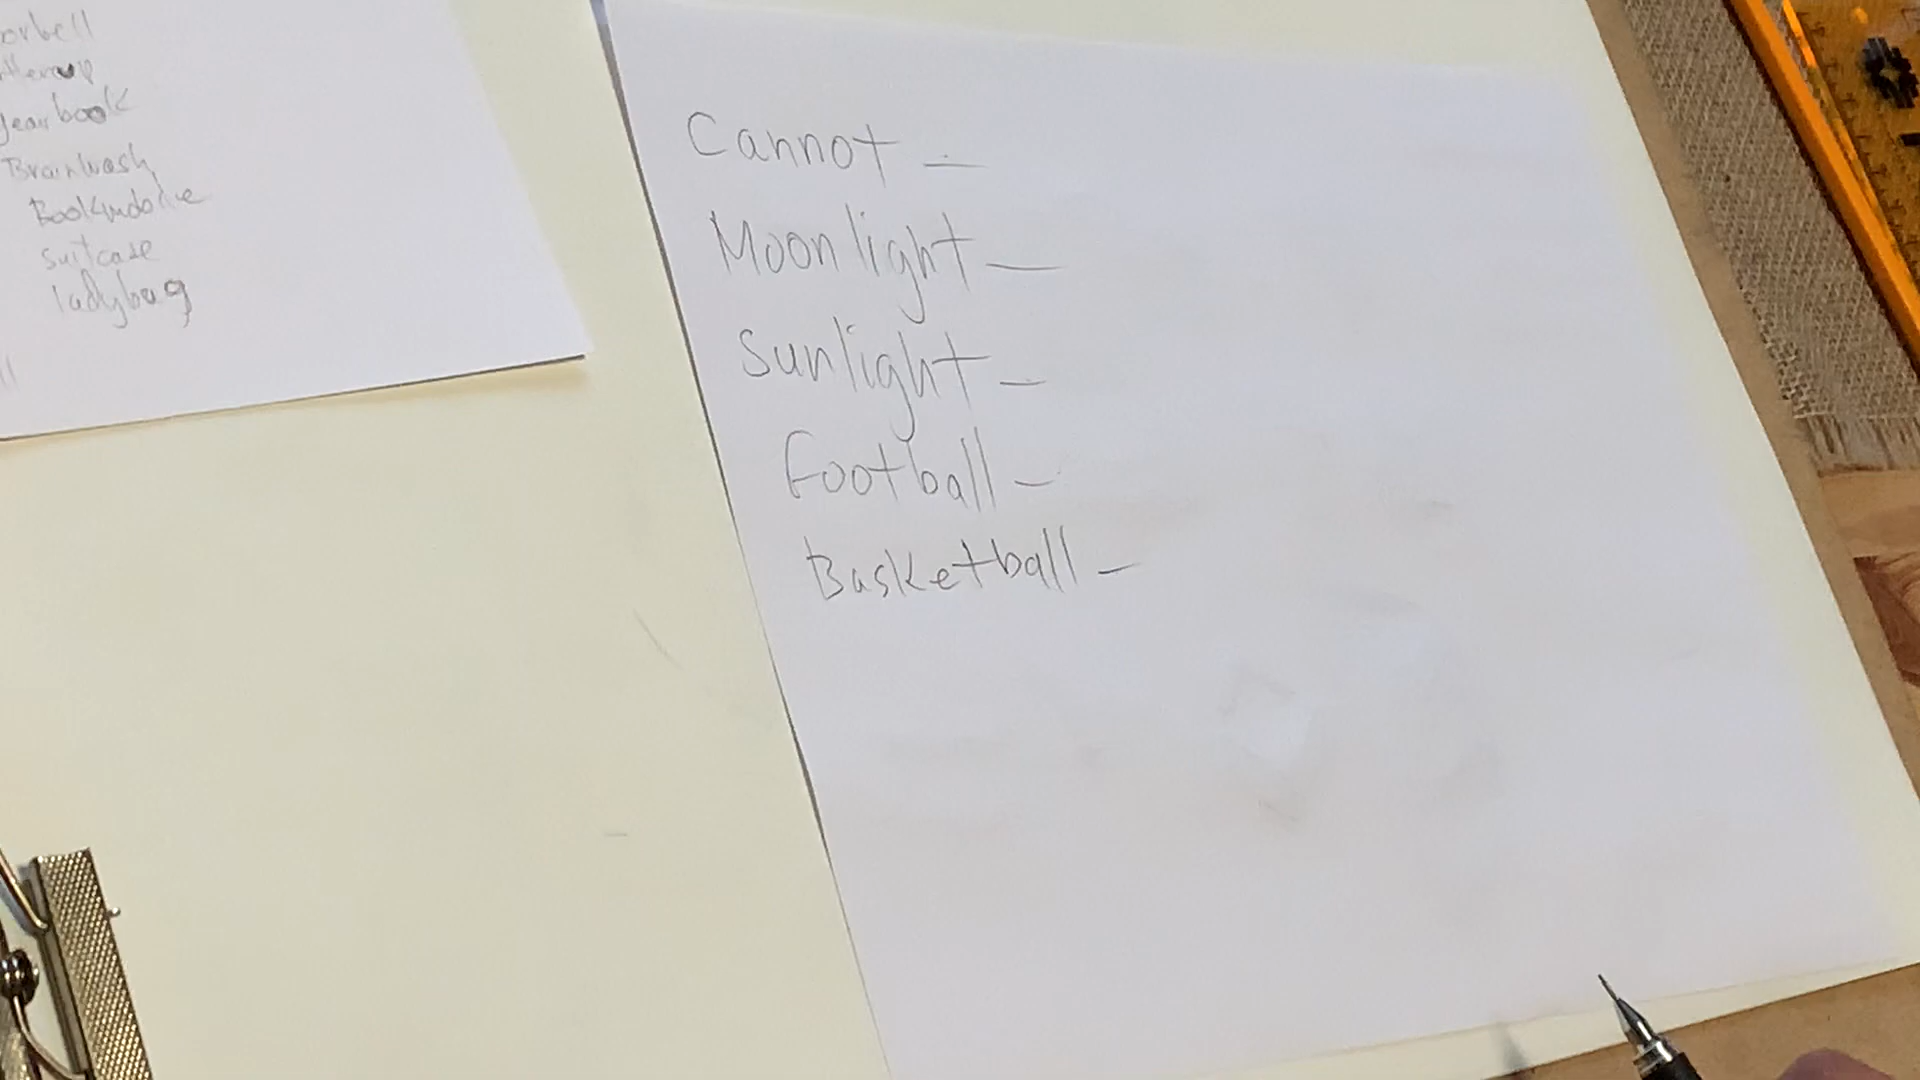 yearbook
Brainwash
suitcase
ladybug
Cannot –
Moonlight –
Sunlight –
Football –
Basketball –